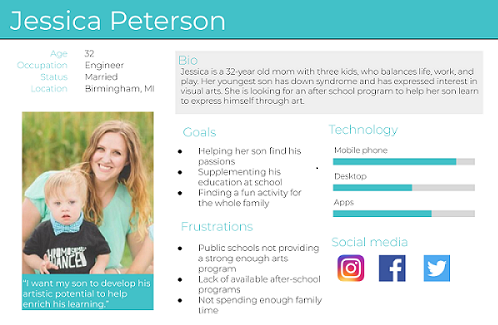 Jessica Peterson
Age 32
Occupation Engineer
Status Married
Location Birmingham, MI
Bio
Jessica is a 32-year old mom with three kids, who balances life, work, and
play. Her youngest son has down syndrome and has expressed interest in
visual arts. She is looking for an after school program to help her son learn
to express himself through art.
Goals
● Helping her son find his
passions
● Supplementing his
education at school
● Finding a fun activity for
the whole family
Frustrations
● Public schools not providing
a strong enough arts
program
● Lack of available after-school
programs
● Not spending enough family
time
Technology
Mobile phone
Desktop
Apps
Social media
"I want my son to develop his
artistic potential to help
enrich his learning."